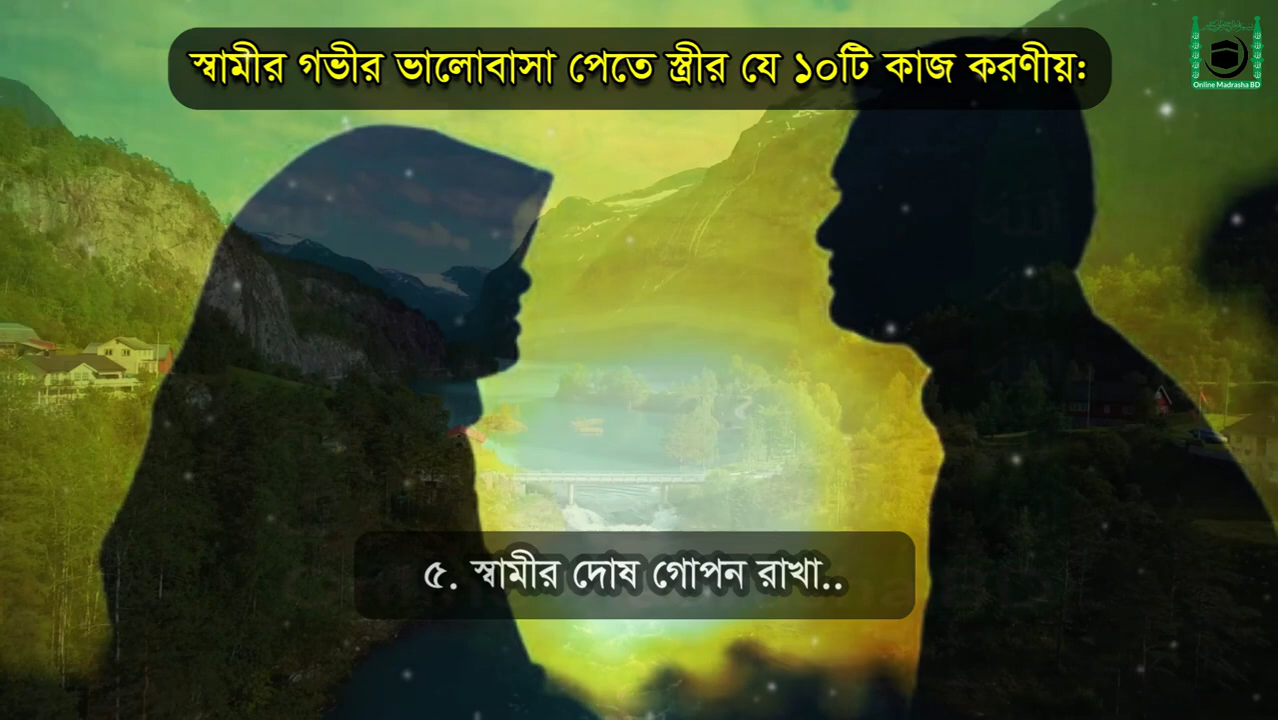 স্বামীর গভীর ভালোবাসা পেতে স্ত্রীর যে ১০টি কাজ করণীয়:
Online Madrasha BD
৫. স্বামীর দোষ গোপন রাখা..